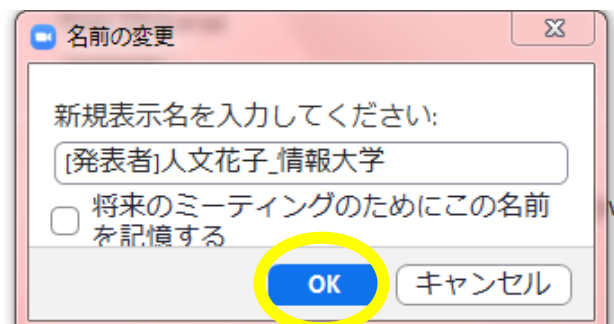 名前の変更
新規表示名を入力してください:
[発表者]人文花子_情報大学
将来のミーティングのためにこの名前
を記憶する
OK
キャンセル